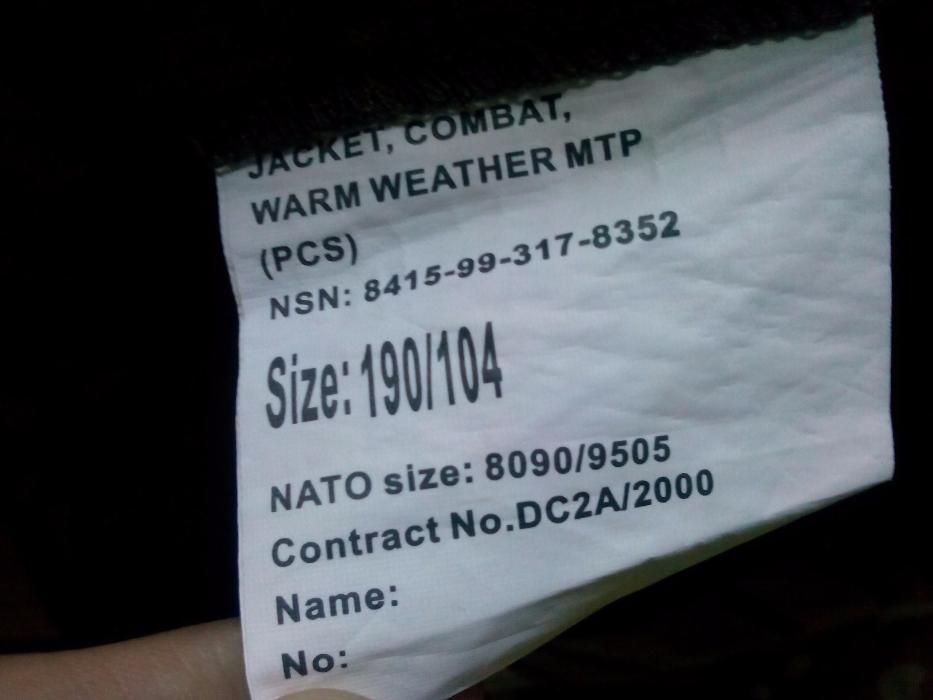 JACKET, COMBAT,
WARM WEATHER MTP
(PCS)
NSN: 8415-99-317-8352
Size: 190/104
NATO size: 8090/9505
Contract No.DC2A/2000
Name:
No: